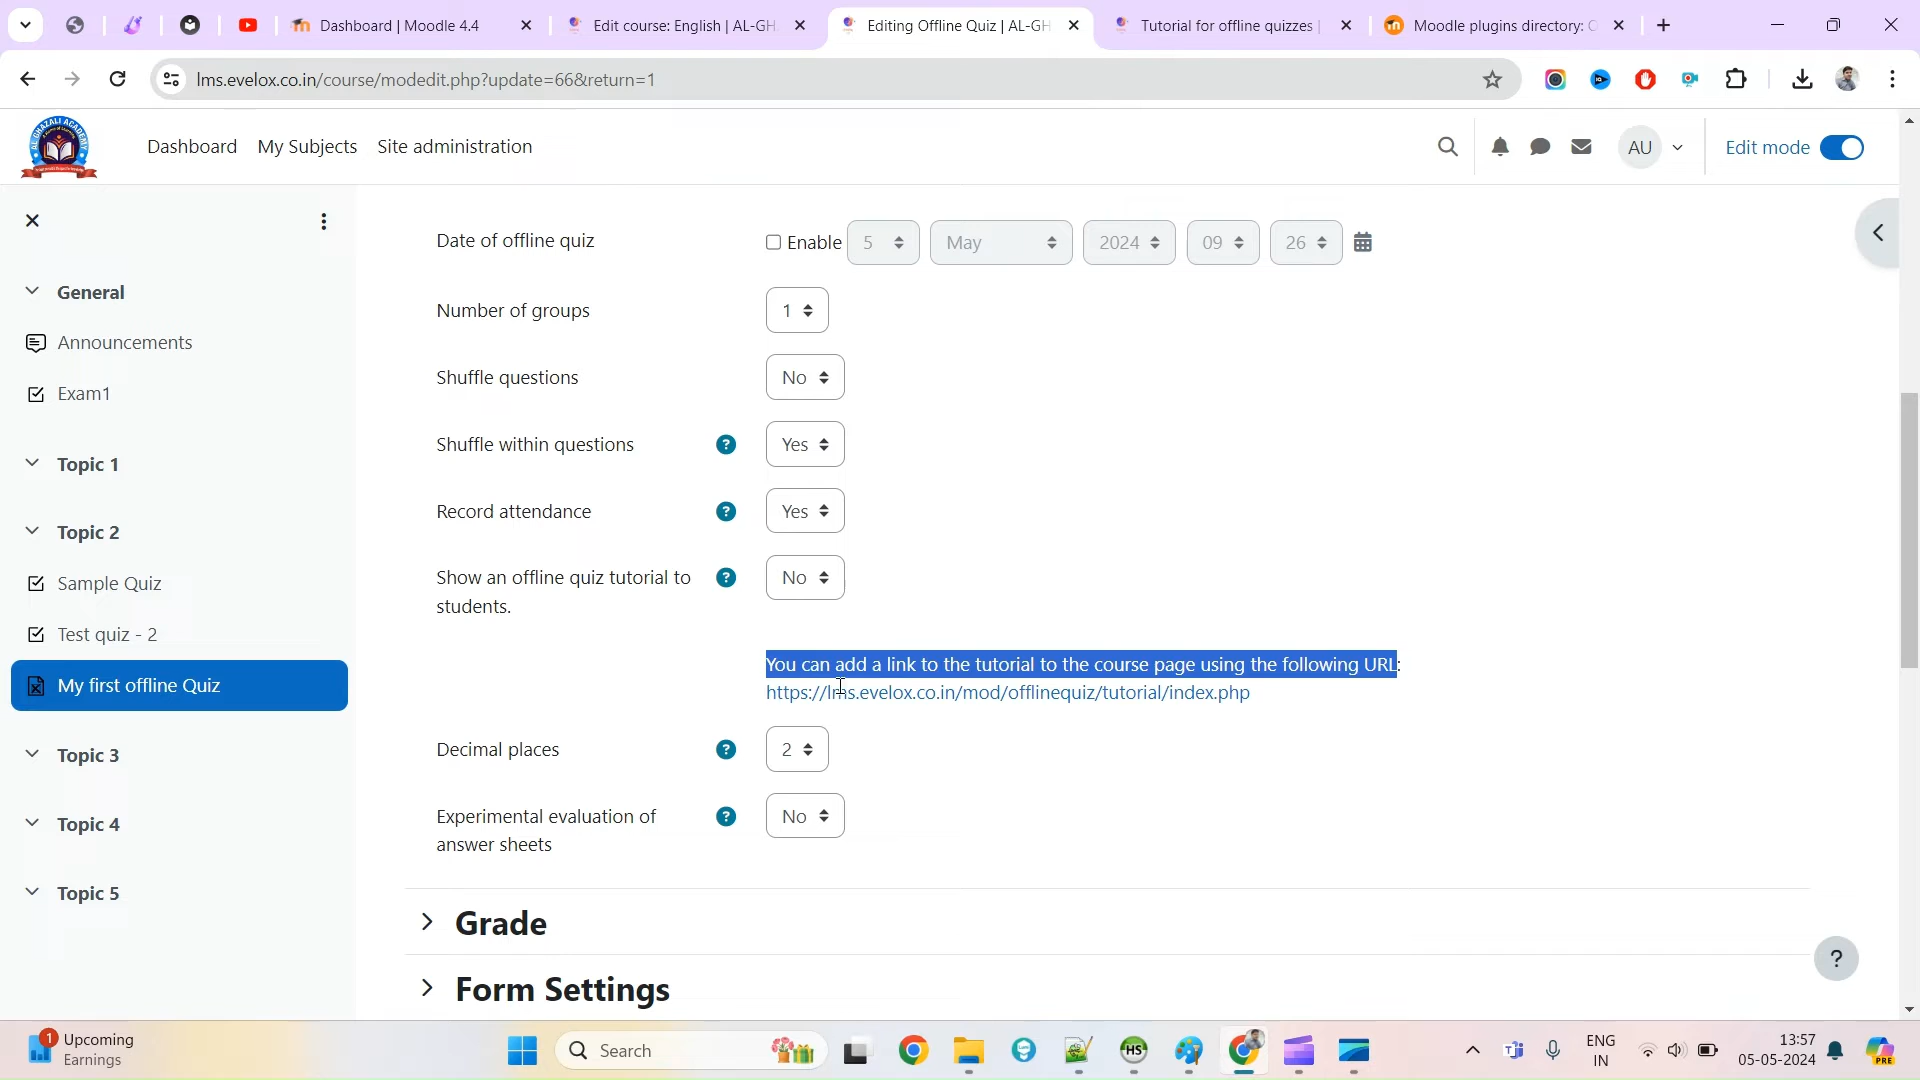 Dashboard | Moodle 4.4
Edit course: English | AL-GH
Editing Offline Quiz | AL-GH
Tutorial for offline quizzes |
Moodle plugins directory: O
lms.evelox.co.in/course/modedit.php?update=66&return=1
Dashboard My Subjects Site administration
AU
Edit mode
Date of offline quiz
Enable 5 May 2024 09 26
General
Number of groups 1
Announcements
Shuffle questions No
Exam1
Shuffle within questions ? Yes
Topic 1
Record attendance ? Yes
Topic 2
Show an offline quiz tutorial to ? No
students.
Sample Quiz
Test quiz - 2
You can add a link to the tutorial to the course page using the following URL:
https://lms.evelox.co.in/mod/offlinequiz/tutorial/index.php
My first offline Quiz
Decimal places ? 2
Topic 3
Experimental evaluation of ? No
answer sheets
Topic 4
Topic 5
Grade
?
Form Settings
1
Upcoming
Earnings
Search
HS
ENG
IN
13:57
05-05-2024
PRE